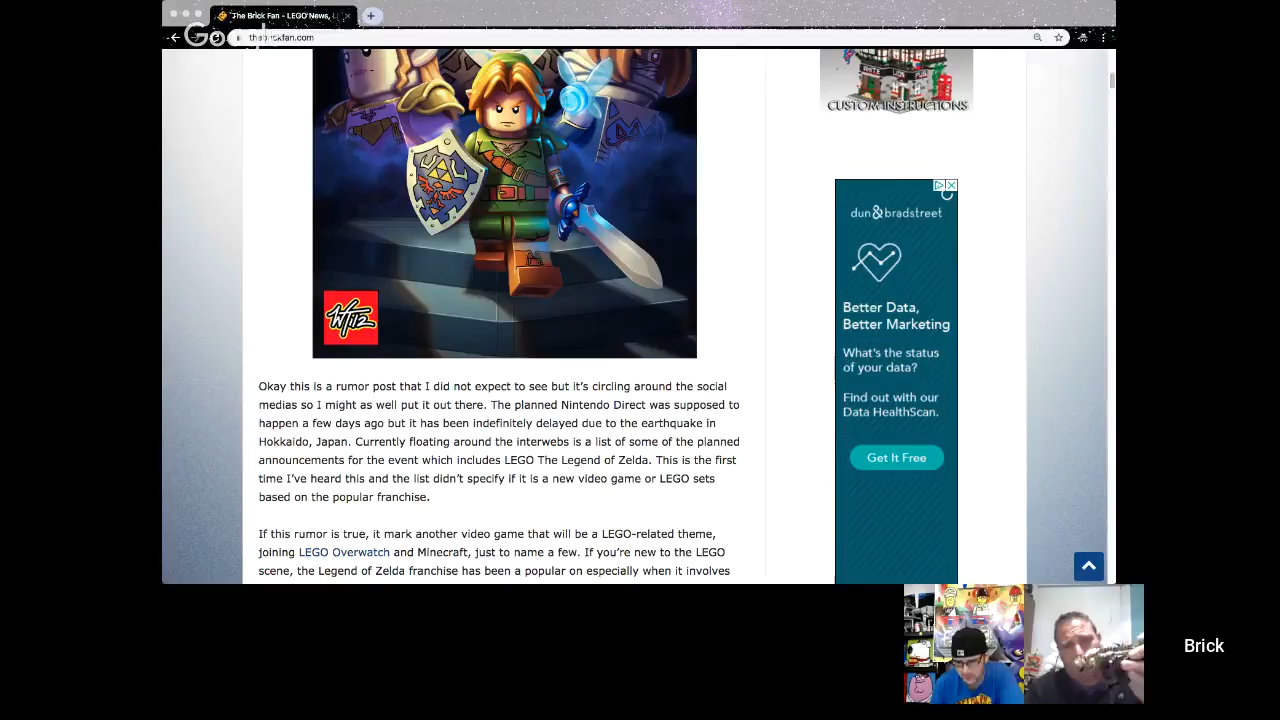 The Brick Fan - LEGO News, L
Google
thebrickfan.com
WHITE LION PUB
CUSTOM INSTRUCTIONS
WT12
dun&bradstreet
Better Data,
Better Marketing
What's the status
of your data?
Find out with our
Data HealthScan.
Get It Free
Okay this is a rumor post that I did not expect to see but it's circling around the social
medias so I might as well put it out there. The planned Nintendo Direct was supposed to
happen a few days ago but it has been indefinitely delayed due to the earthquake in
Hokkaido, Japan. Currently floating around the interwebs is a list of some of the planned
announcements for the event which includes LEGO The Legend of Zelda. This is the first
time I've heard this and the list didn't specify if it is a new video game or LEGO sets
based on the popular franchise.
If this rumor is true, it mark another video game that will be a LEGO-related theme,
joining LEGO Overwatch and Minecraft, just to name a few. If you're new to the LEGO
scene, the Legend of Zelda franchise has been a popular on especially when it involves
Brick